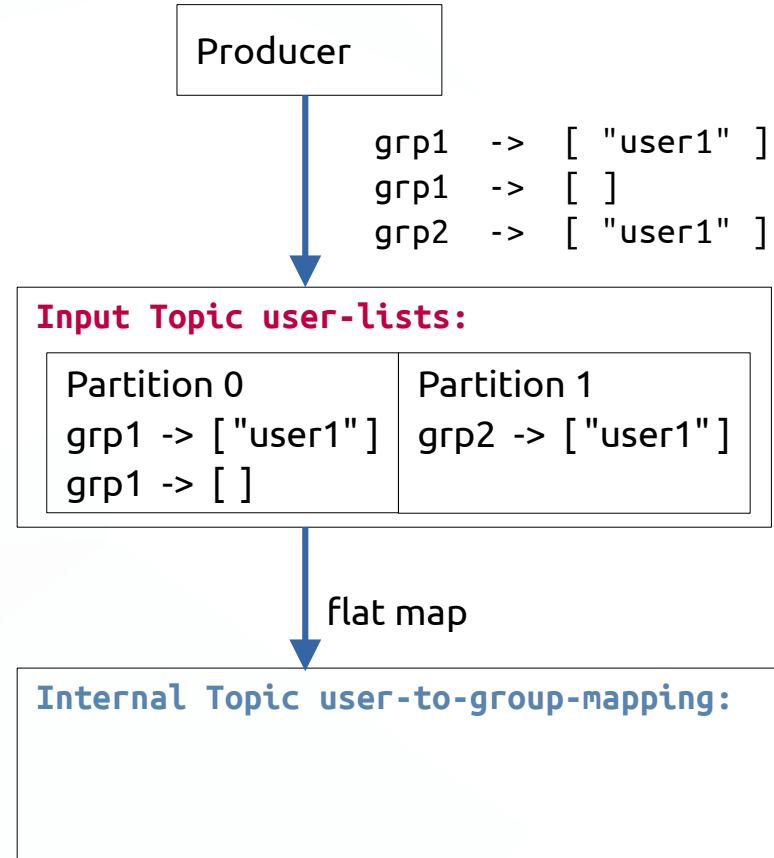 Producer
grp1 -> [ "user1" ]
grp1 -> [ ]
grp2 -> [ "user1" ]
Input Topic user-lists:
Partition 0
grp1 -> ["user1"]
grp1 -> [ ]
Partition 1
grp2 -> ["user1"]
flat map
Internal Topic user-to-group-mapping: